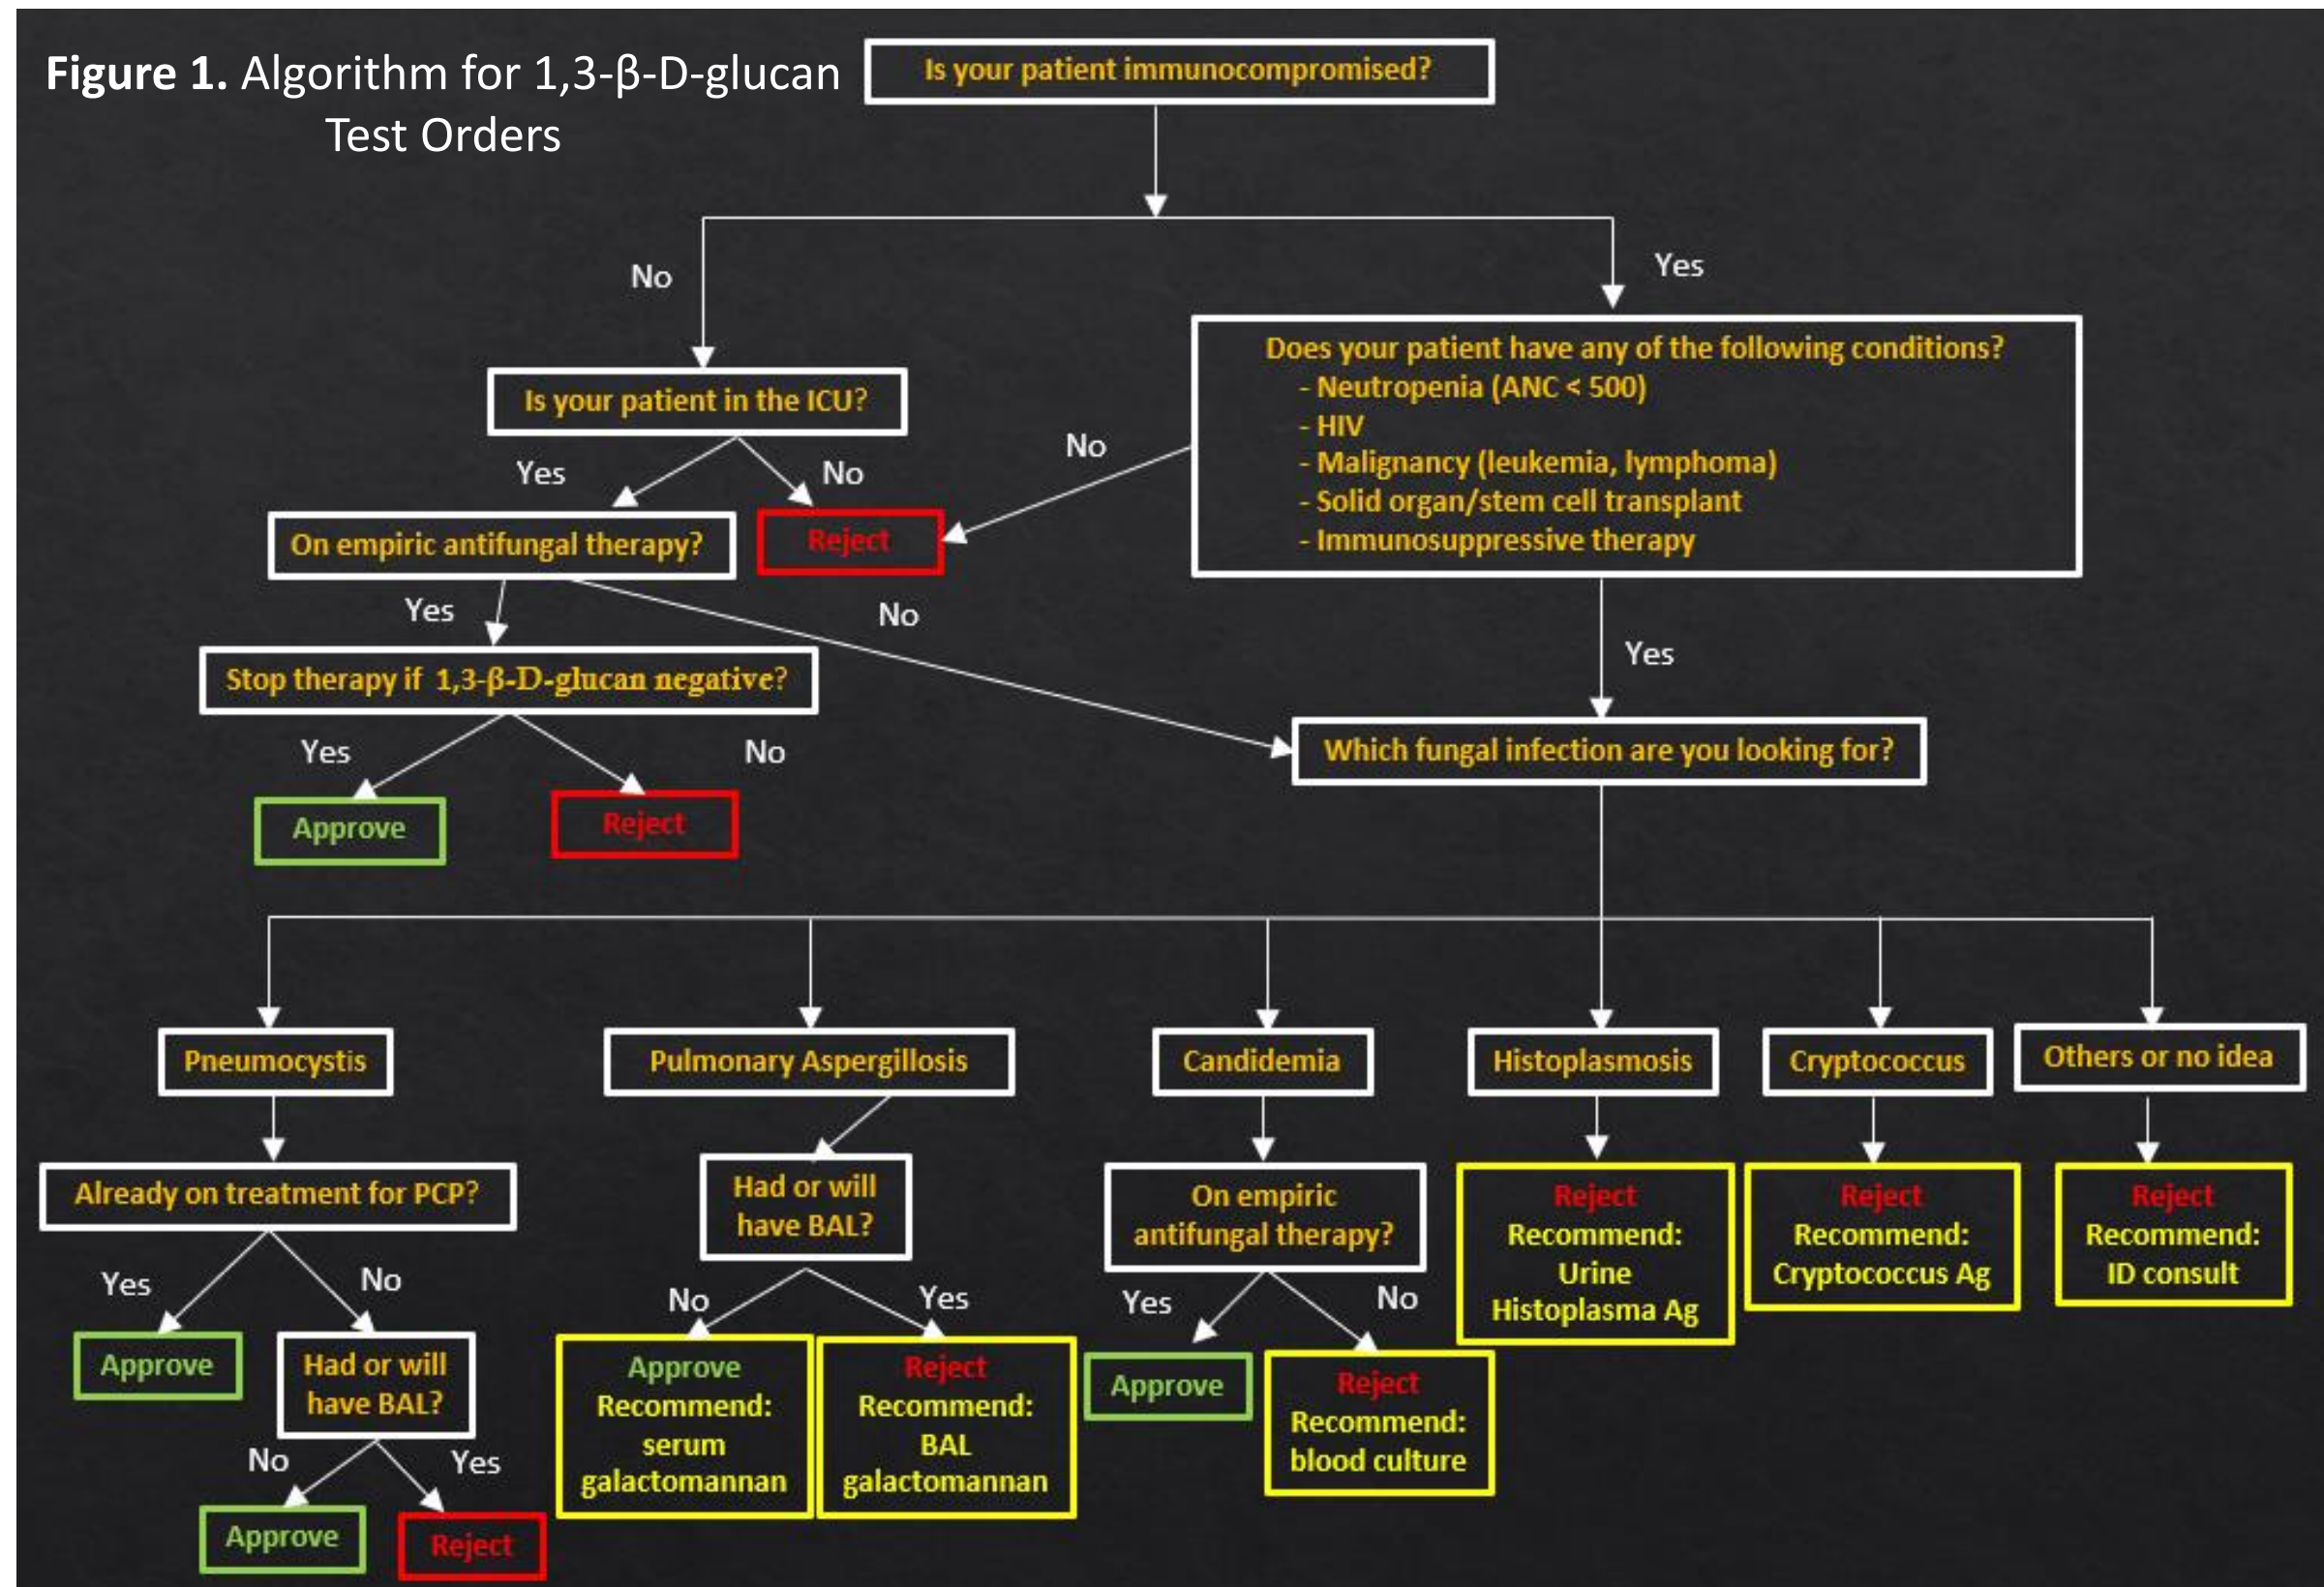 Figure 1. Algorithm for 1,3-β-D-glucan
Test Orders
Is your patient immunocompromised?
No
Yes
Is your patient in the ICU?
Does your patient have any of the following conditions?
- Neutropenia (ANC < 500)
- HIV
- Malignancy (leukemia, lymphoma)
- Solid organ/stem cell transplant
- Immunosuppressive therapy
Yes
No
No
On empiric antifungal therapy?
Reject
Yes
No
Yes
Stop therapy if 1,3-β-D-glucan negative?
Which fungal infection are you looking for?
Yes
No
Approve
Reject
Pneumocystis
Pulmonary Aspergillosis
Candidemia
Histoplasmosis
Cryptococcus
Others or no idea
Already on treatment for PCP?
Yes
No
Approve
Had or will
have BAL?
No
Yes
Approve
Reject
Had or will
have BAL?
No
Yes
Approve
Recommend:
serum
galactomannan
Reject
Recommend:
BAL
galactomannan
On empiric
antifungal therapy?
Yes
No
Approve
Reject
Recommend:
blood culture
Reject
Recommend:
Urine
Histoplasma Ag
Reject
Recommend:
Cryptococcus Ag
Reject
Recommend:
ID consult